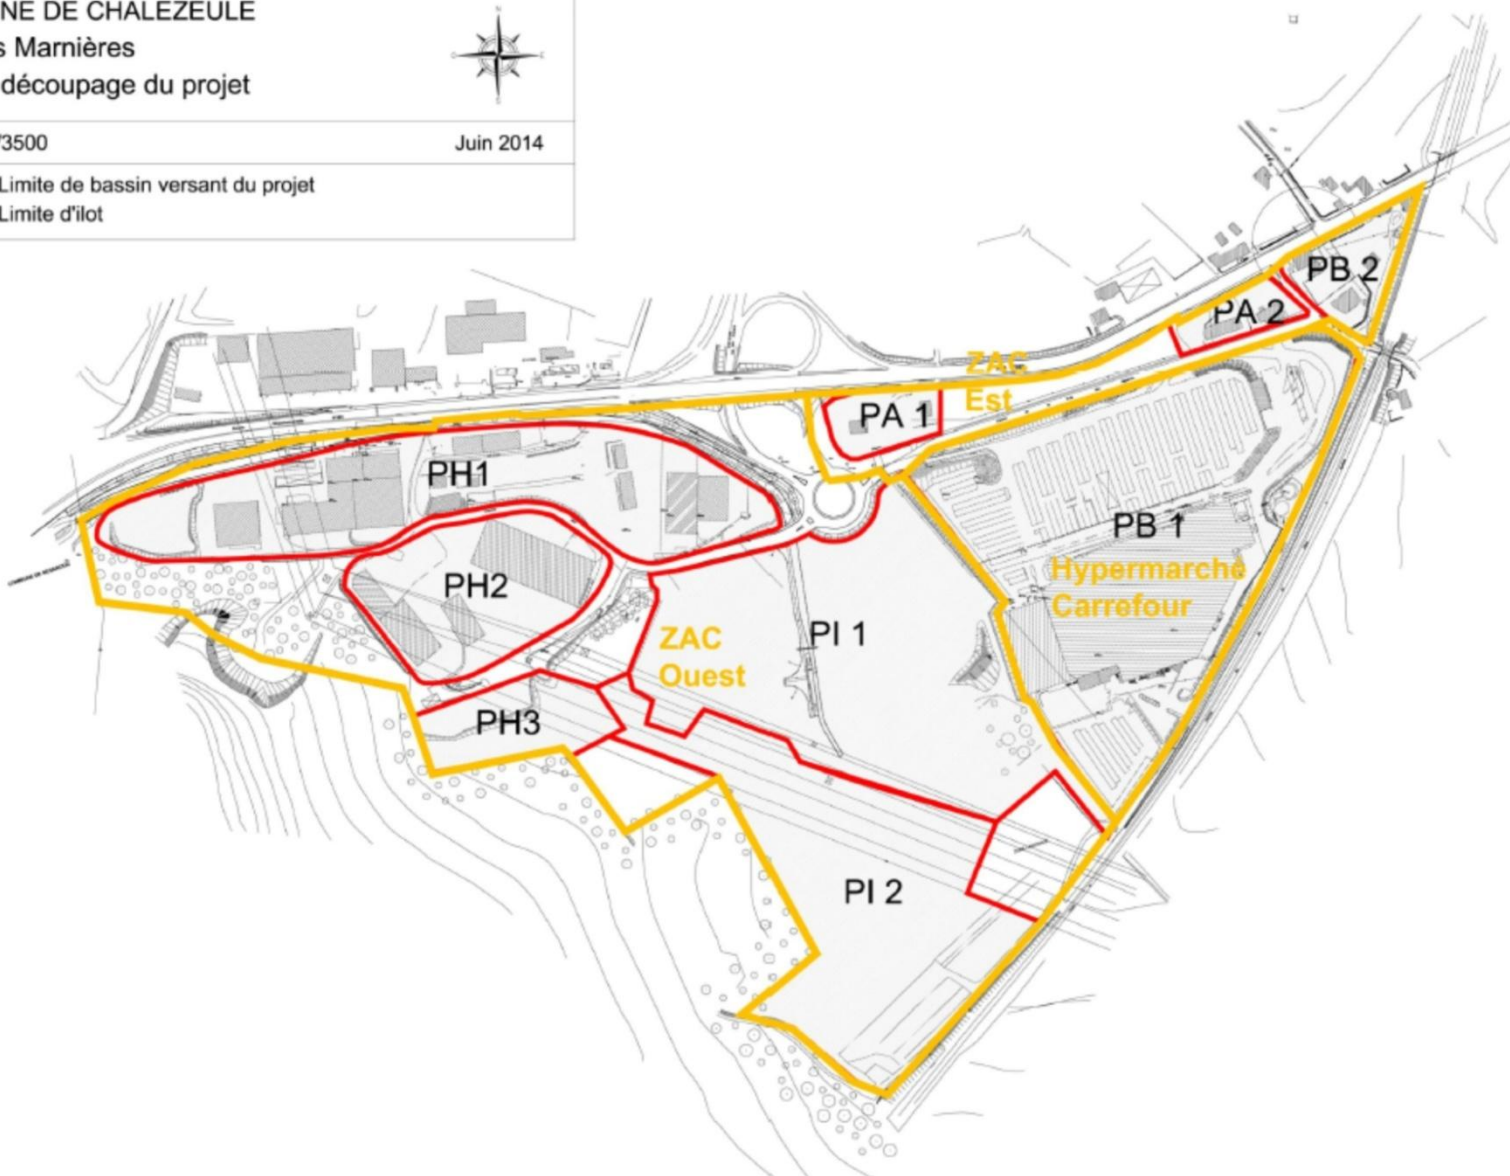 NE DE CHALEZEULE
s Marnières
découpage du projet
/3500 Juin 2014
Limite de bassin versant du projet
Limite d'ilot
PB 2
PA 2
ZAC
Est
PA 1
PH1
PB 1
Hypermarché
Carrefour
PH2
PI 1
ZAC
Ouest
PH3
PI 2